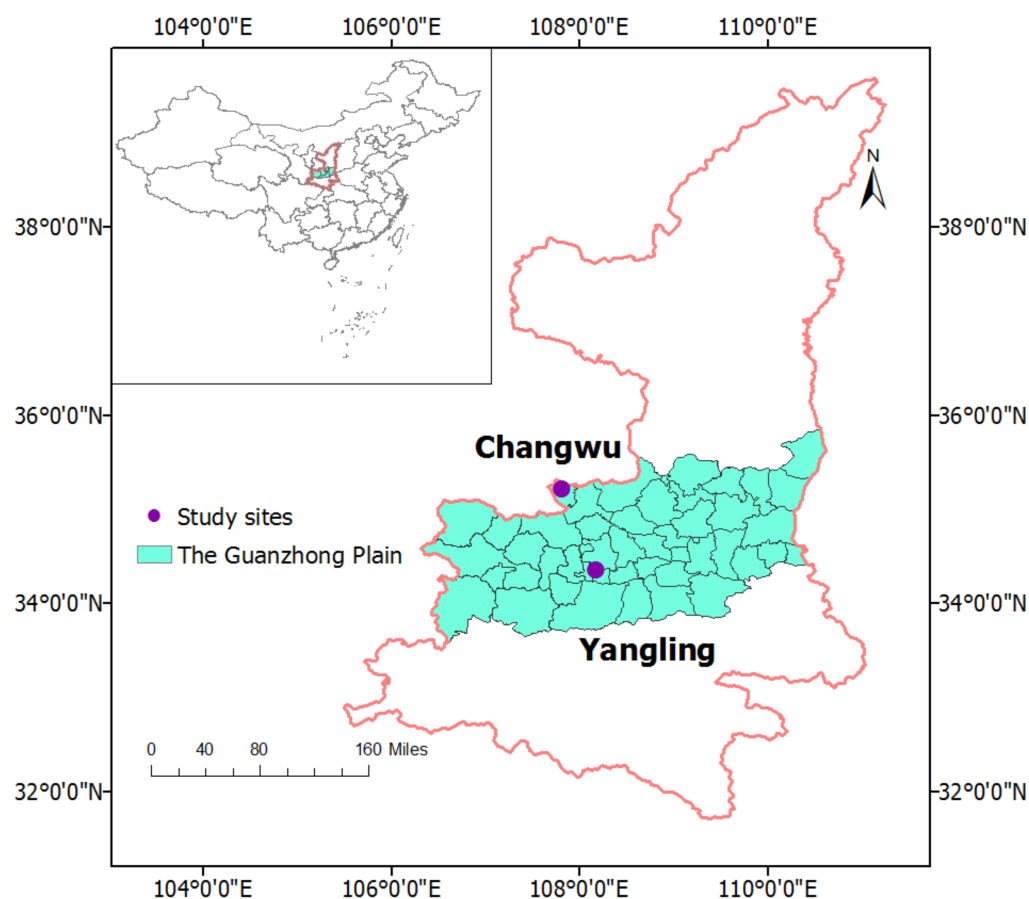 104°0'0"E 106°0'0"E 108°0'0"E 110°0'0"E
N
38°0'0"N 38°0'0"N
36°0'0"N 36°0'0"N
Changwu
Study sites
The Guanzhong Plain
34°0'0"N 34°0'0"N
Yangling
0 40 80 160 Miles
32°0'0"N 32°0'0"N
104°0'0"E 106°0'0"E 108°0'0"E 110°0'0"E